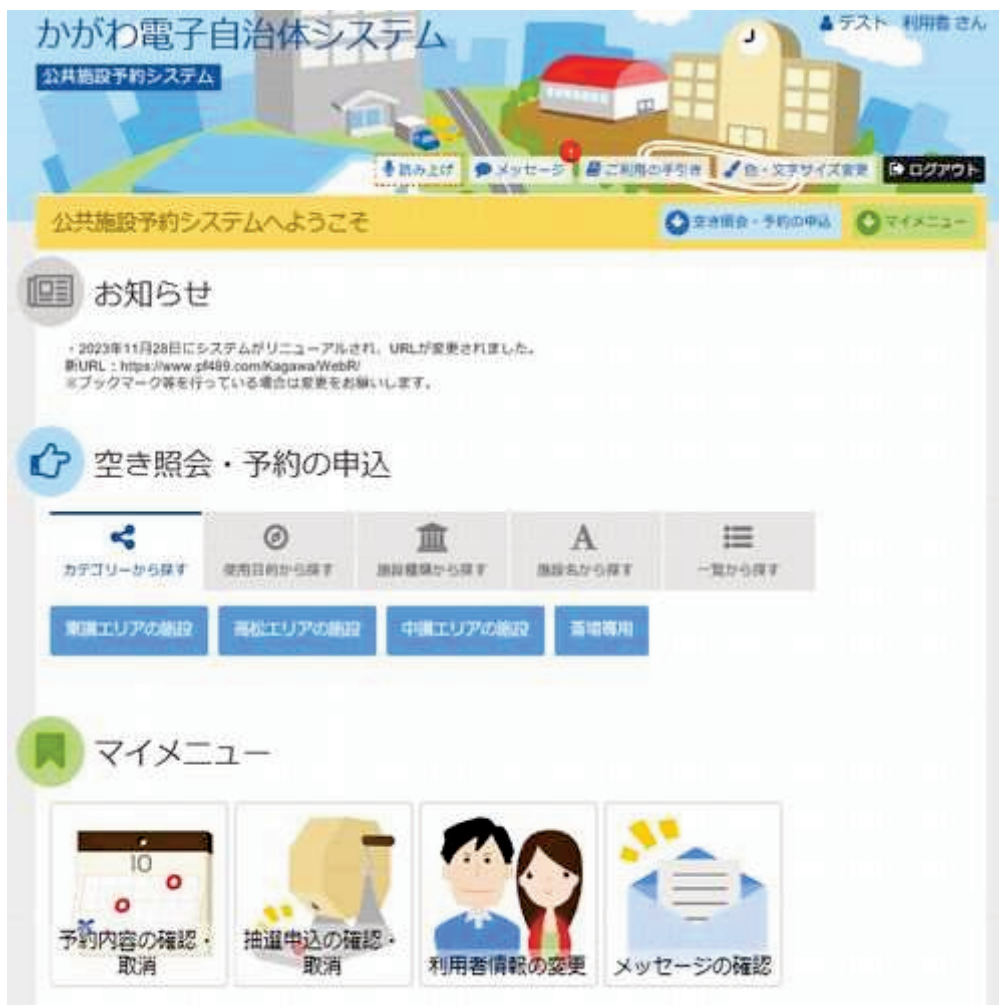 かがわ電子自治体システム
テスト 利用者 さん
公共施設予約システム
読み上げ
メッセージ
1
ご利用の手引き
色・文字サイズ変更
ログアウト
公共施設予約システムへようこそ
空き照会・予約の申込
マイメニュー
お知らせ
・2023年11月28日にシステムがリニューアルされ、URLが変更されました。
新URL:https://www.pf489.com/Kagawa/WebR/
※ブックマーク等を行っている場合は変更をお願いします。
空き照会・予約の申込
カテゴリーから探す
使用目的から探す
施設種類から探す
A
施設名から探す
一覧から探す
東讃エリアの施設
高松エリアの施設
中讃エリアの施設
斎場専用
マイメニュー
10
予約内容の確認・
取消
抽選申込の確認・
取消
利用者情報の変更
メッセージの確認